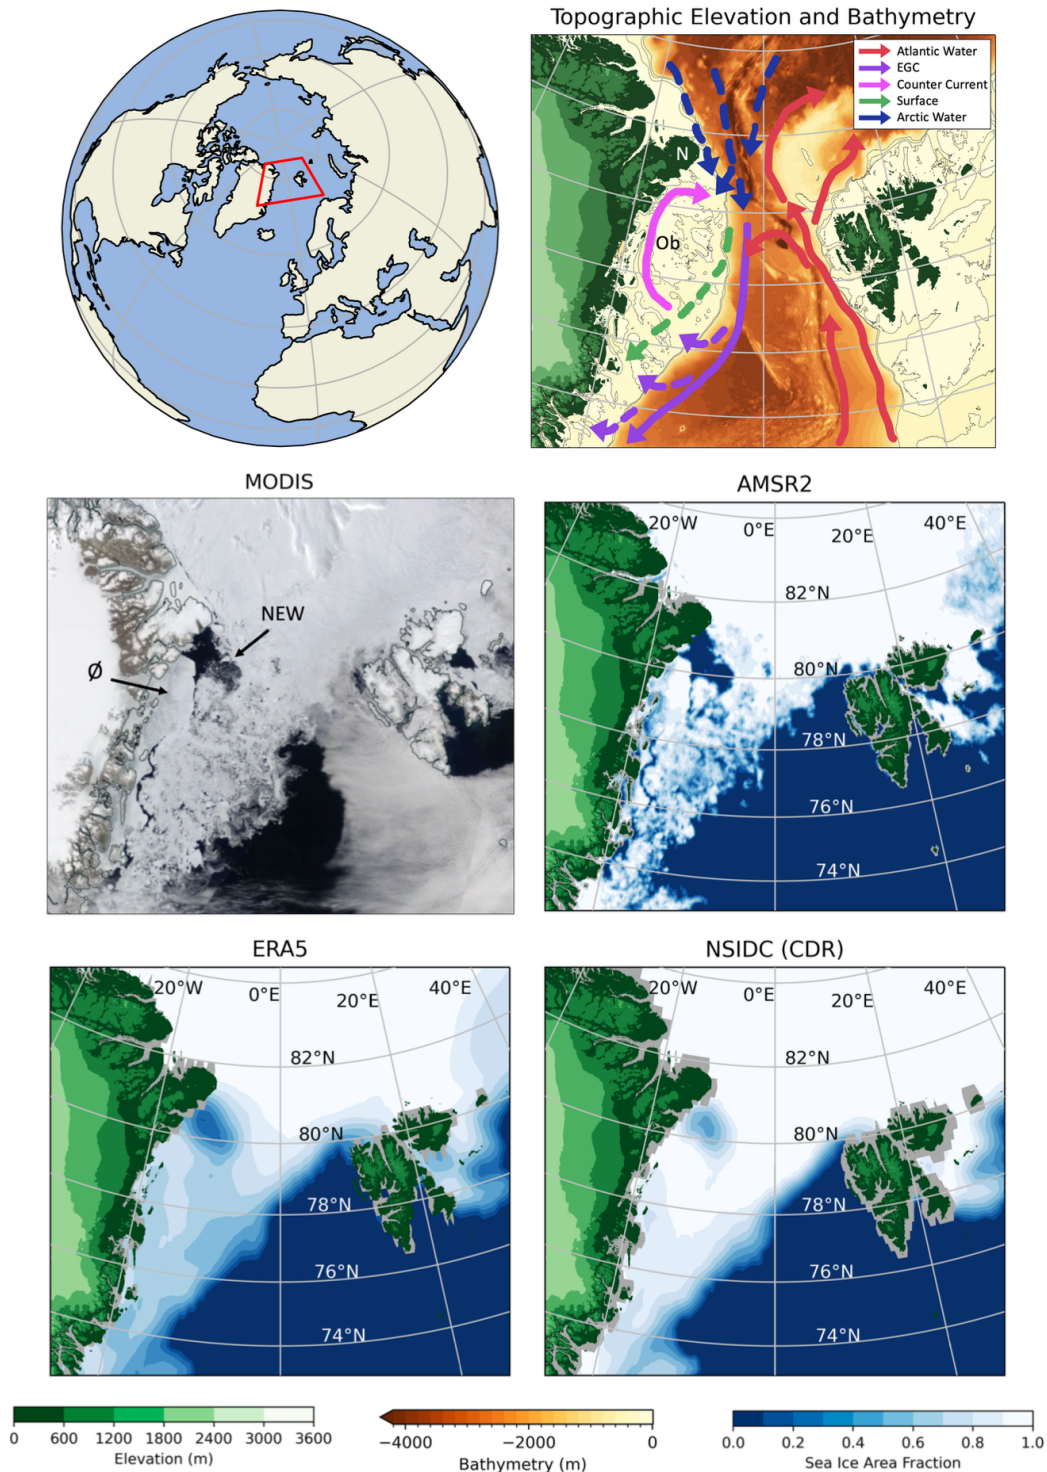 Topographic Elevation and Bathymetry
Atlantic Water
EGC
Counter Current
Surface
Arctic Water
N
Ob
MODIS
NEW
Ø
AMSR2
20°W
0°E
20°E
40°E
82°N
80°N
78°N
76°N
74°N
ERA5
20°W
0°E
20°E
40°E
82°N
80°N
78°N
76°N
74°N
NSIDC (CDR)
20°W
0°E
20°E
40°E
82°N
80°N
78°N
76°N
74°N
0 600 1200 1800 2400 3000 3600
Elevation (m)
−4000 −2000 0
Bathymetry (m)
0.0 0.2 0.4 0.6 0.8 1.0
Sea Ice Area Fraction